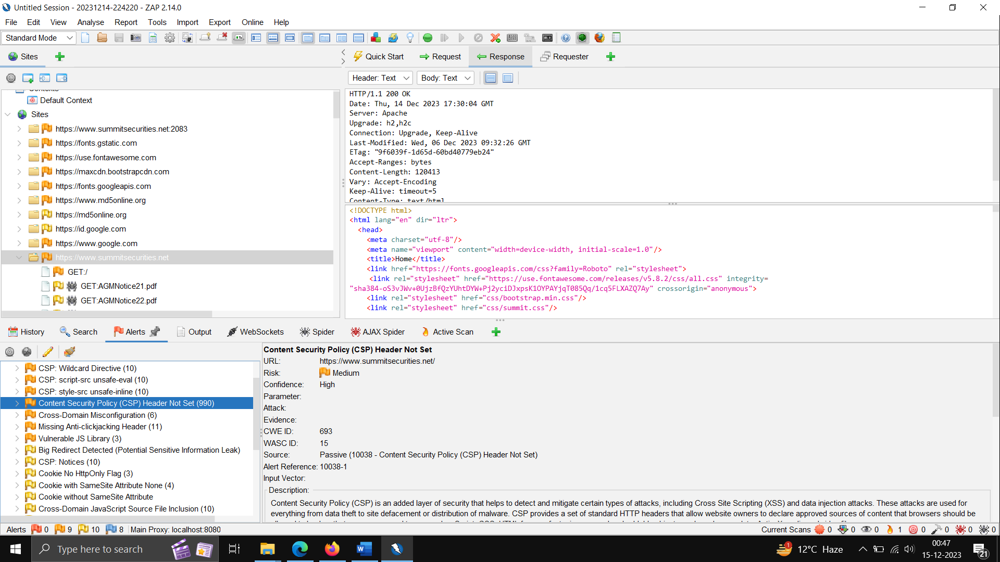 Untitled Session - 20231214-224220 - ZAP 2.14.0
File Edit View Analyse Report Tools Import Export Online Help
Standard Mode
Sites
Quick Start Request Response Requester
Header: Text Body: Text
Contexts
Default Context
Sites
https://www.summitsecurities.net:2083
https://fonts.gstatic.com
https://use.fontawesome.com
https://maxcdn.bootstrapcdn.com
https://fonts.googleapis.com
https://www.md5online.org
https://md5online.org
https://id.google.com
https://www.google.com
https://www.summitsecurities.net
GET:/
GET:AGMNotice21.pdf
GET:AGMNotice22.pdf
HTTP/1.1 200 OK
Date: Thu, 14 Dec 2023 17:30:04 GMT
Server: Apache
Upgrade: h2,h2c
Connection: Upgrade, Keep-Alive
Last-Modified: Wed, 06 Dec 2023 09:32:26 GMT
ETag: "9f6039f-1d65d-60bd40779eb24"
Accept-Ranges: bytes
Content-Length: 120413
Vary: Accept-Encoding
Keep-Alive: timeout=5
Content-Type: text/html
<!DOCTYPE html>
<html lang="en" dir="ltr">
<head>
<meta charset="utf-8"/>
<meta name="viewport" content="width=device-width, initial-scale=1.0"/>
<title>Home</title>
<link href="https://fonts.googleapis.com/css?family=Roboto" rel="stylesheet">
<link rel="stylesheet" href="https://use.fontawesome.com/releases/v5.8.2/css/all.css" integrity=
"sha384-oS3vJWv+0UjzBfQzYUhtDYW+Pj2yciDJxpsK1OYPAYjqT085Qq/1cq5FLXAZQ7Ay" crossorigin="anonymous">
<link rel="stylesheet" href="css/bootstrap.min.css"/>
<link rel="stylesheet" href="css/summit.css"/>
History Search Alerts Output WebSockets Spider AJAX Spider Active Scan
CSP: Wildcard Directive (10)
CSP: script-src unsafe-eval (10)
CSP: style-src unsafe-inline (10)
Content Security Policy (CSP) Header Not Set (990)
Cross-Domain Misconfiguration (6)
Missing Anti-clickjacking Header (11)
Vulnerable JS Library (3)
Big Redirect Detected (Potential Sensitive Information Leak)
CSP: Notices (10)
Cookie No HttpOnly Flag (3)
Cookie with SameSite Attribute None (4)
Cookie without SameSite Attribute
Cross-Domain JavaScript Source File Inclusion (10)
Content Security Policy (CSP) Header Not Set
URL: https://www.summitsecurities.net/
Risk: Medium
Confidence: High
Parameter:
Attack:
Evidence:
CWE ID: 693
WASC ID: 15
Source: Passive (10038 - Content Security Policy (CSP) Header Not Set)
Alert Reference: 10038-1
Input Vector:
Description:
Content Security Policy (CSP) is an added layer of security that helps to detect and mitigate certain types of attacks, including Cross Site Scripting (XSS) and data injection attacks. These attacks are used for
everything from data theft to site defacement or distribution of malware. CSP provides a set of standard HTTP headers that allow website owners to declare approved sources of content that browsers should be
Alerts 0 9 10 8 Main Proxy: localhost:8080
Current Scans 0 0 0 1 0 0 0 0
Type here to search
1 12°C Haze
00:47
15-12-2023
21